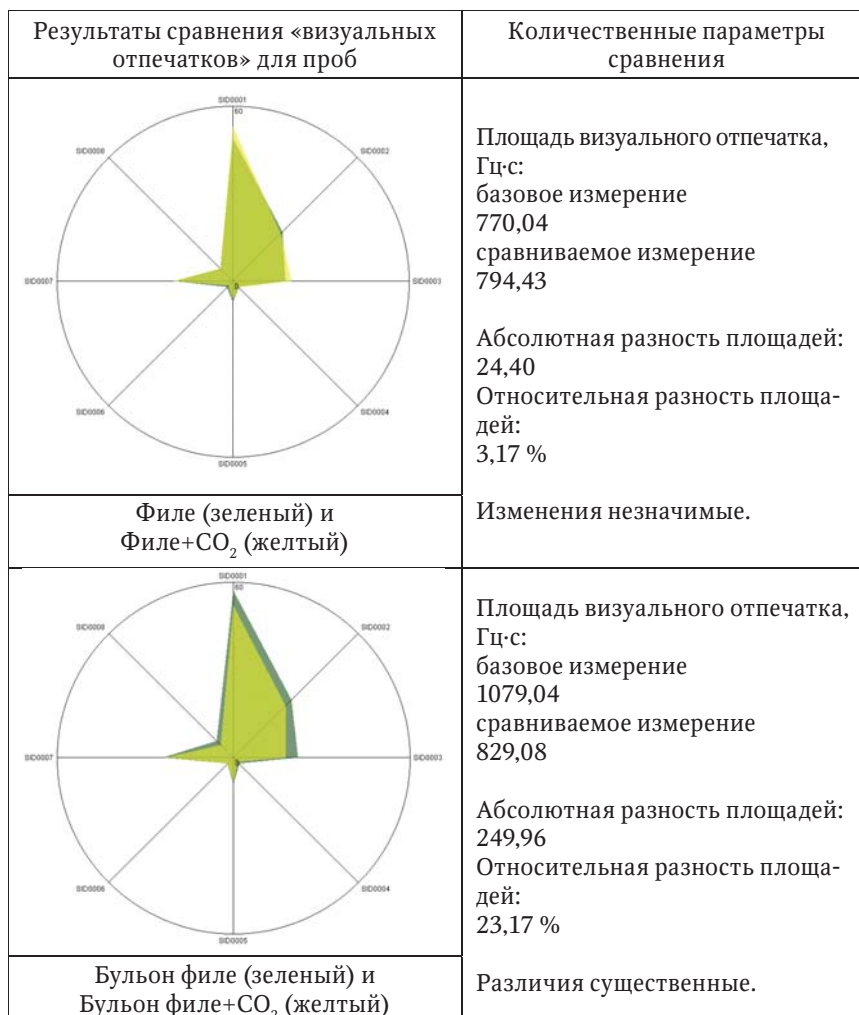 Результаты сравнения «визуальных
отпечатков» для проб
Количественные параметры
сравнения
SID0001
60
SID0008
SID0002
SID0007
0
SID0003
SID0006
SID0004
SID0005
Площадь визуального отпечатка,
Гц·с:
базовое измерение
770,04
сравниваемое измерение
794,43
Абсолютная разность площадей:
24,40
Относительная разность площа-
дей:
3,17 %
Изменения незначимые.
Филе (зеленый) и
Филе+CO₂ (желтый)
SID0001
60
SID0008
SID0002
SID0007
0
SID0003
SID0006
SID0004
SID0005
Площадь визуального отпечатка,
Гц·с:
базовое измерение
1079,04
сравниваемое измерение
829,08
Абсолютная разность площадей:
249,96
Относительная разность площа-
дей:
23,17 %
Различия существенные.
Бульон филе (зеленый) и
Бульон филе+CO₂ (желтый)